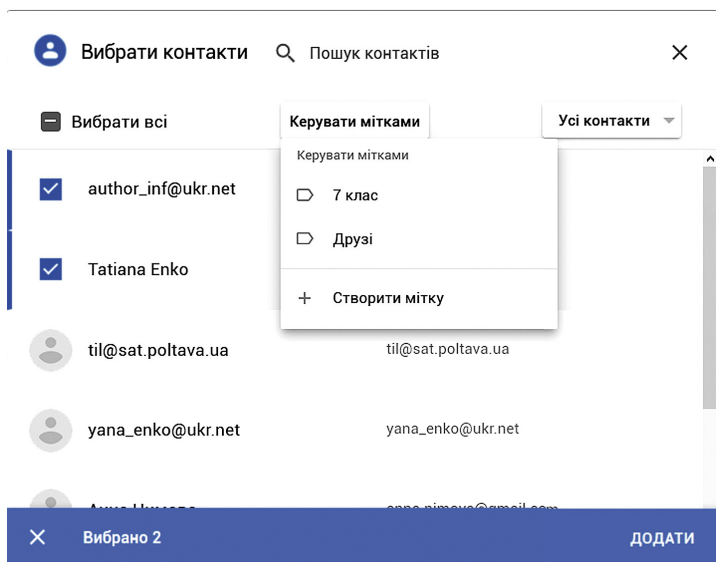 Вибрати контакти Пошук контактів
Вибрати всі Керувати мітками Усі контакти
Керувати мітками
author_inf@ukr.net 7 клас
Друзі
Tatiana Enko
Створити мітку
til@sat.poltava.ua til@sat.poltava.ua
yana_enko@ukr.net yana_enko@ukr.net
Вибрано 2 ДОДАТИ